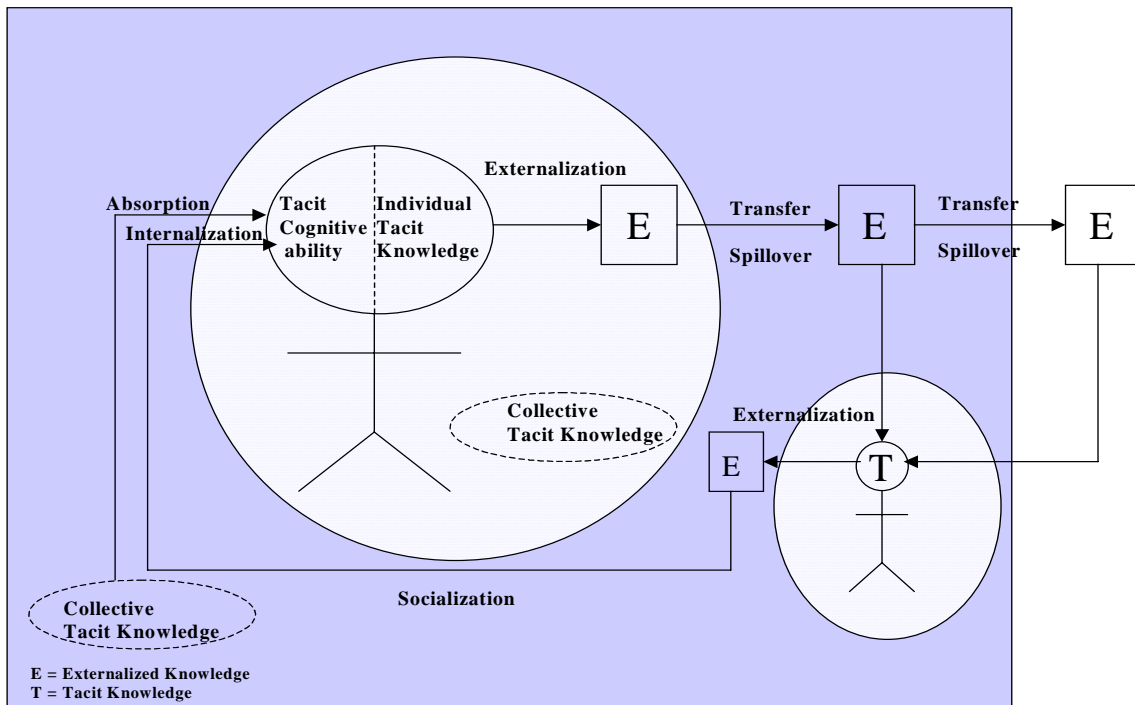 Externalization
Absorption
Tacit
Cognitive
ability
Individual
Tacit
Knowledge
Internalization
E
Transfer
Spillover
E
Transfer
Spillover
E
Collective
Tacit Knowledge
Externalization
E
T
Socialization
Collective
Tacit Knowledge
E = Externalized Knowledge
T = Tacit Knowledge